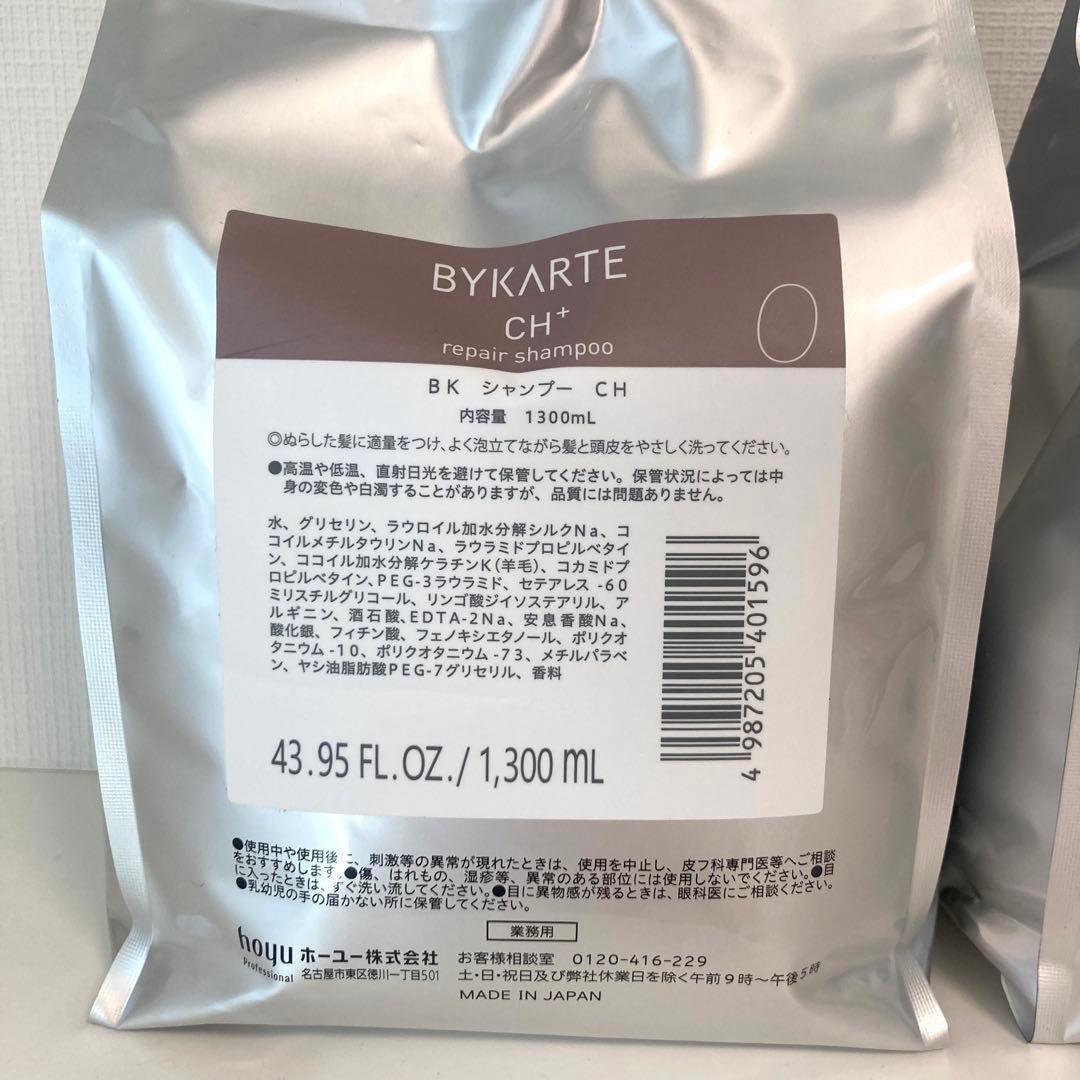 BYKARTE
CH+
repair shampoo
BK シャンプー CH
内容量 1300mL
◎ぬらした髪に適量をつけ、よく泡立てながら髪と頭皮をやさしく洗ってください。
●高温や低温、直射日光を避けて保管してください。保管状況によっては中
身の変色や白濁することがありますが、品質には問題ありません。
水、グリセリン、ラウロイル加水分解シルクNa、コ
コイルメチルタウリンNa、ラウラミドプロピルベタイ
ン、ココイル加水分解ケラチンK(羊毛)、コカミドプ
ロピルベタイン、PEG-3ラウラミド、セテアレス-60
ミリスチルグリコール、リンゴ酸ジイソステアリル、ア
ルギニン、酒石酸、EDTA-2Na、安息香酸Na、
酸化銀、フィチン酸、フェノキシエタノール、ポリクオ
タニウム-10、ポリクオタニウム-73、メチルパラベ
ン、ヤシ油脂肪酸PEG-7グリセリル、香料
4 987205 401596
43.95 FL.OZ./ 1,300 mL
●使用中や使用後に、刺激等の異常が現れたときは、使用を中止し、皮フ科専門医等へご相談
をおすすめします。●傷、はれもの、湿疹等、異常のある部位には使用しないでください。●目
に入ったときは、すぐ洗い流してください。●目に異物感が残るときは、眼科医にご相談ください。
●乳幼児の手の届かない所に保管してください。
業務用
hoyu Professional ホーユー株式会社 お客様相談室 0120-416-229
名古屋市東区徳川一丁目501 土・日・祝日及び弊社休業日を除く午前9時〜午後5時
MADE IN JAPAN